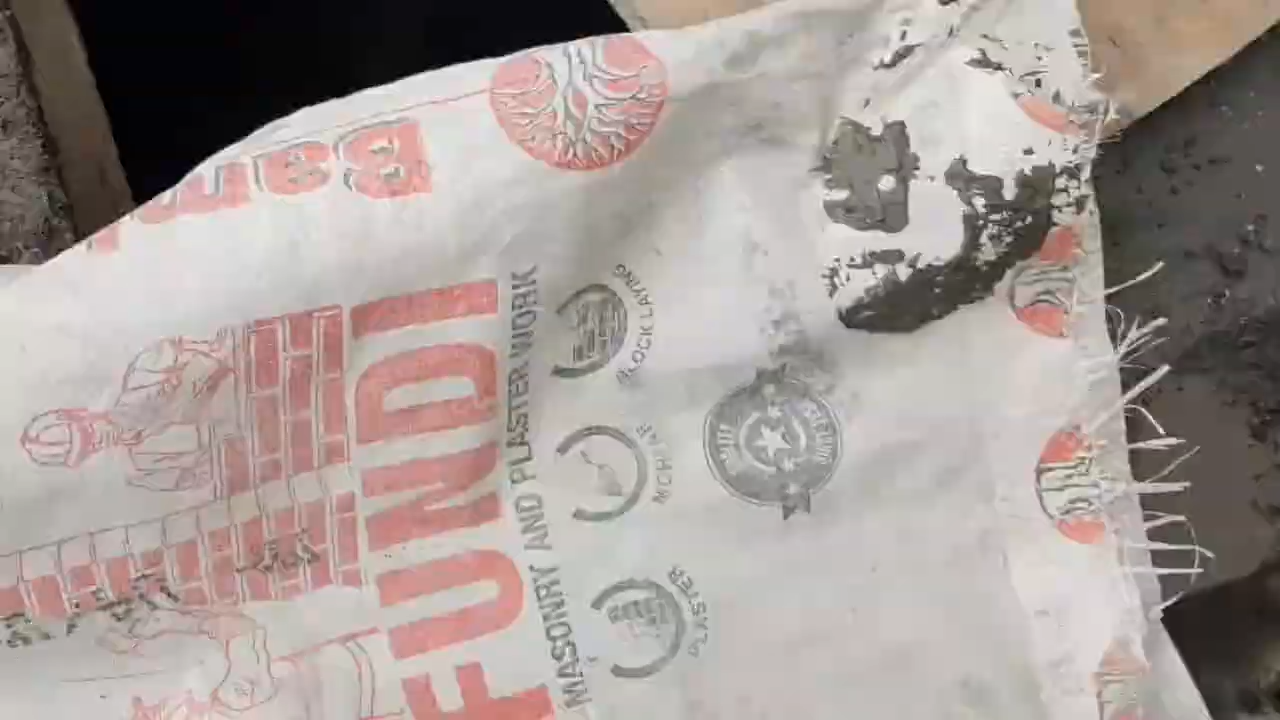 FUNDI
MASONRY AND PLASTER WORK
PLASTER
MORTAR
BLOCK LAYING